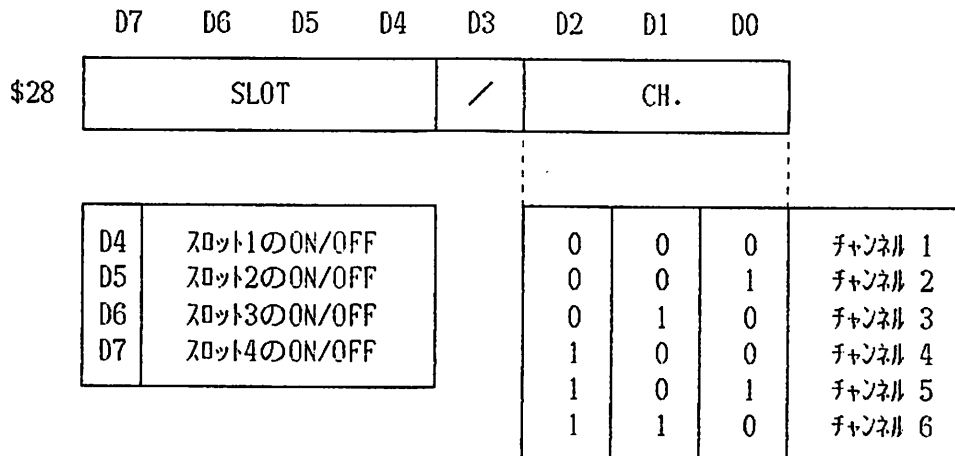 D7 D6 D5 D4 D3 D2 D1 D0
$28 SLOT / CH.
D4 ｽﾛｯﾄ1のON/OFF
D5 ｽﾛｯﾄ2のON/OFF
D6 ｽﾛｯﾄ3のON/OFF
D7 ｽﾛｯﾄ4のON/OFF
0 0 0 ﾁｬﾝﾈﾙ 1
0 0 1 ﾁｬﾝﾈﾙ 2
0 1 0 ﾁｬﾝﾈﾙ 3
1 0 0 ﾁｬﾝﾈﾙ 4
1 0 1 ﾁｬﾝﾈﾙ 5
1 1 0 ﾁｬﾝﾈﾙ 6